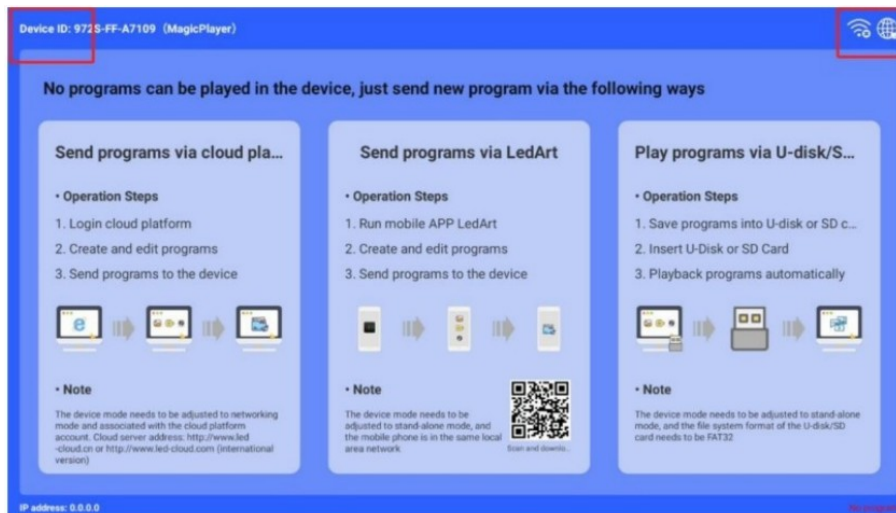 Device ID: 972S-FF-A7109 (MagicPlayer)
No programs can be played in the device, just send new program via the following ways
Send programs via cloud pla...
• Operation Steps
1. Login cloud platform
2. Create and edit programs
3. Send programs to the device
• Note
The device mode needs to be adjusted to networking
mode and associated with the cloud platform
account. Cloud server address: http://www.led
-cloud.cn or http://www.led-cloud.com (international
version)
Send programs via LedArt
• Operation Steps
1. Run mobile APP LedArt
2. Create and edit programs
3. Send programs to the device
• Note
The device mode needs to be
adjusted to stand-alone mode, and
the mobile phone is in the same local
area network
Scan and downlo...
Play programs via U-disk/S...
• Operation Steps
1. Save programs into U-disk or SD c...
2. Insert U-Disk or SD Card
3. Playback programs automatically
• Note
The device mode needs to be adjusted to stand-alone
mode, and the file system format of the U-disk/SD
card needs to be FAT32
IP address: 0.0.0.0